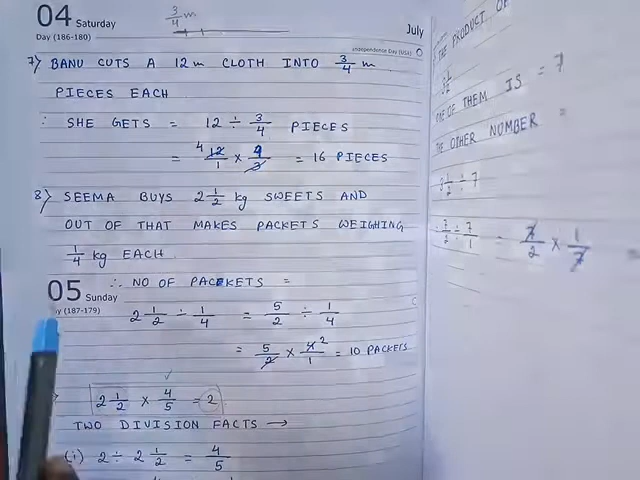 04 Saturday
Day (186-180)
3/4 m
July
Independence Day (USA)
7) BANU CUTS A 12m CLOTH INTO 3/4 m
PIECES EACH
∴ SHE GETS = 12 ÷ 3/4 PIECES
= 4 12/1 × 4/3 = 16 PIECES
8) SEEMA BUYS 2 1/2 kg SWEETS AND
OUT OF THAT MAKES PACKETS WEIGHING
1/4 kg EACH
∴ NO OF PACKETS =
05 Sunday
(187-179)
2 1/2 ÷ 1/4 = 5/2 ÷ 1/4
= 5/2 × 4/1 2 = 10 PACKETS
2 1/2 × 4/5 = 2 ✓
TWO DIVISION FACTS →
(i) 2 ÷ 2 1/2 = 4/5
THE PRODUCT OF
3 1/2
ONE OF THEM IS = 7
THE OTHER NUMBER =
3 1/2 ÷ 7
7/2 ÷ 7/1 = 7/2 × 1/7 =